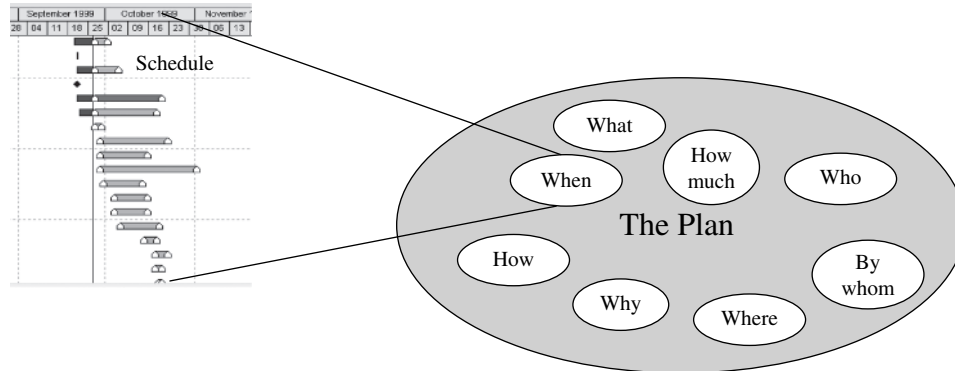 September 1999 October 1999 November 1
28 04 11 18 25 02 09 16 23 30 06 13
Schedule
What
How
much
When
Who
The Plan
How
By
whom
Why
Where